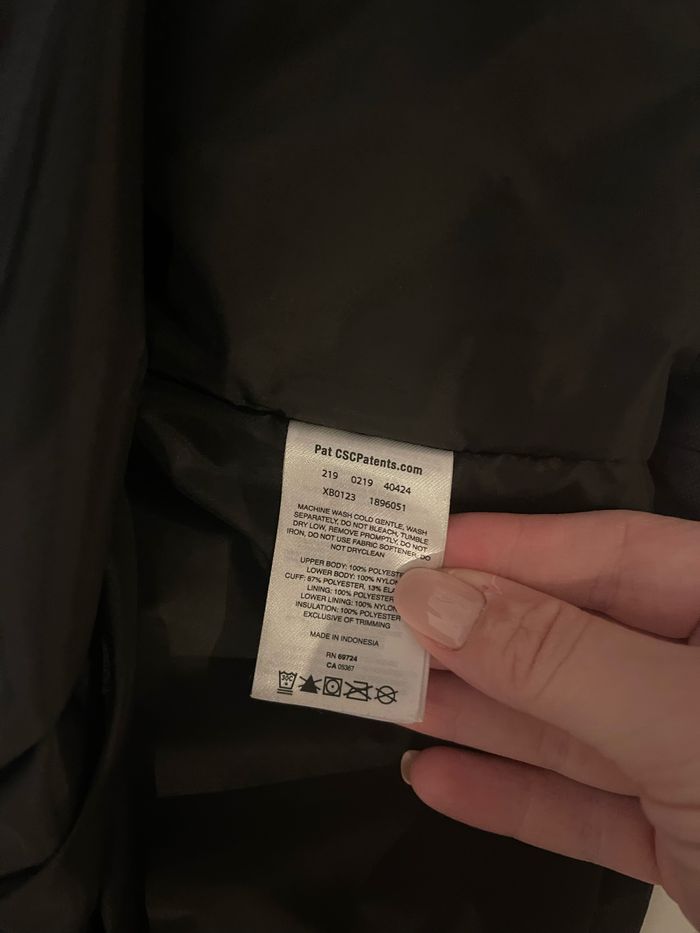 Pat CSCPatents.com
219 0219 40424
XB0123 1896051
MACHINE WASH COLD GENTLE, WASH
SEPARATELY, DO NOT BLEACH, TUMBLE
DRY LOW, REMOVE PROMPTLY, DO NOT
IRON, DO NOT USE FABRIC SOFTENER, DO
NOT DRYCLEAN
UPPER BODY: 100%
LOWER BODY: 100%
CUFF: 87% POLYESTER, 13%
LINING: 100% POLYESTER
LOWER LINING: 100% NYLON
INSULATION: 100% POLYESTER
EXCLUSIVE OF TRIMMING
MADE IN INDONESIA
RN 69724
CA 05367
30C